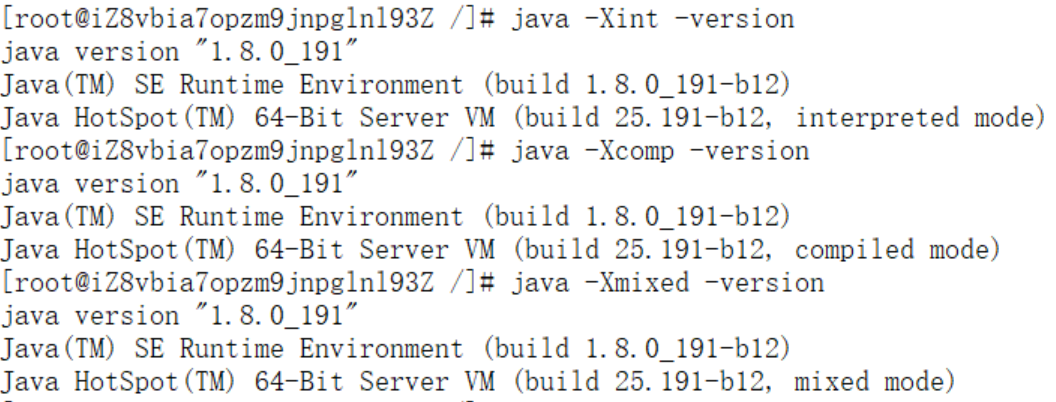 [root@iZ8vbia7opzm9jnpglnl93Z /]# java -Xint -version
java version "1.8.0_191"
Java(TM) SE Runtime Environment (build 1.8.0_191-b12)
Java HotSpot(TM) 64-Bit Server VM (build 25.191-b12, interpreted mode)
[root@iZ8vbia7opzm9jnpglnl93Z /]# java -Xcomp -version
java version "1.8.0_191"
Java(TM) SE Runtime Environment (build 1.8.0_191-b12)
Java HotSpot(TM) 64-Bit Server VM (build 25.191-b12, compiled mode)
[root@iZ8vbia7opzm9jnpglnl93Z /]# java -Xmixed -version
java version "1.8.0_191"
Java(TM) SE Runtime Environment (build 1.8.0_191-b12)
Java HotSpot(TM) 64-Bit Server VM (build 25.191-b12, mixed mode)